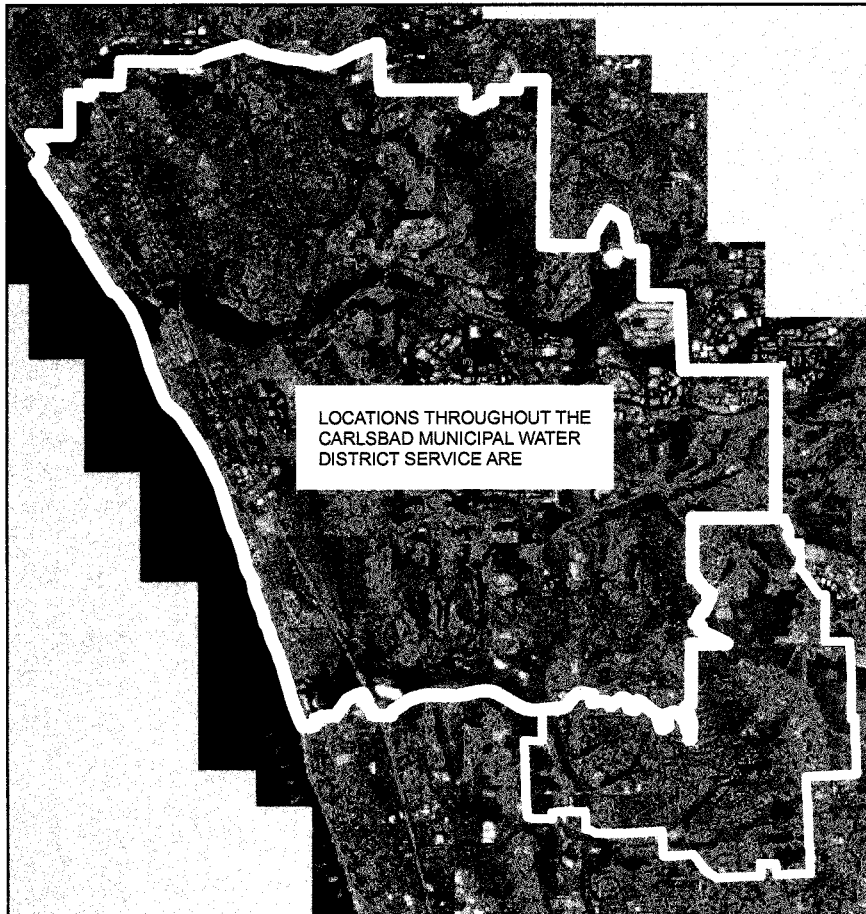 LOCATIONS THROUGHOUT THE
CARLSBAD MUNICIPAL WATER
DISTRICT SERVICE ARE